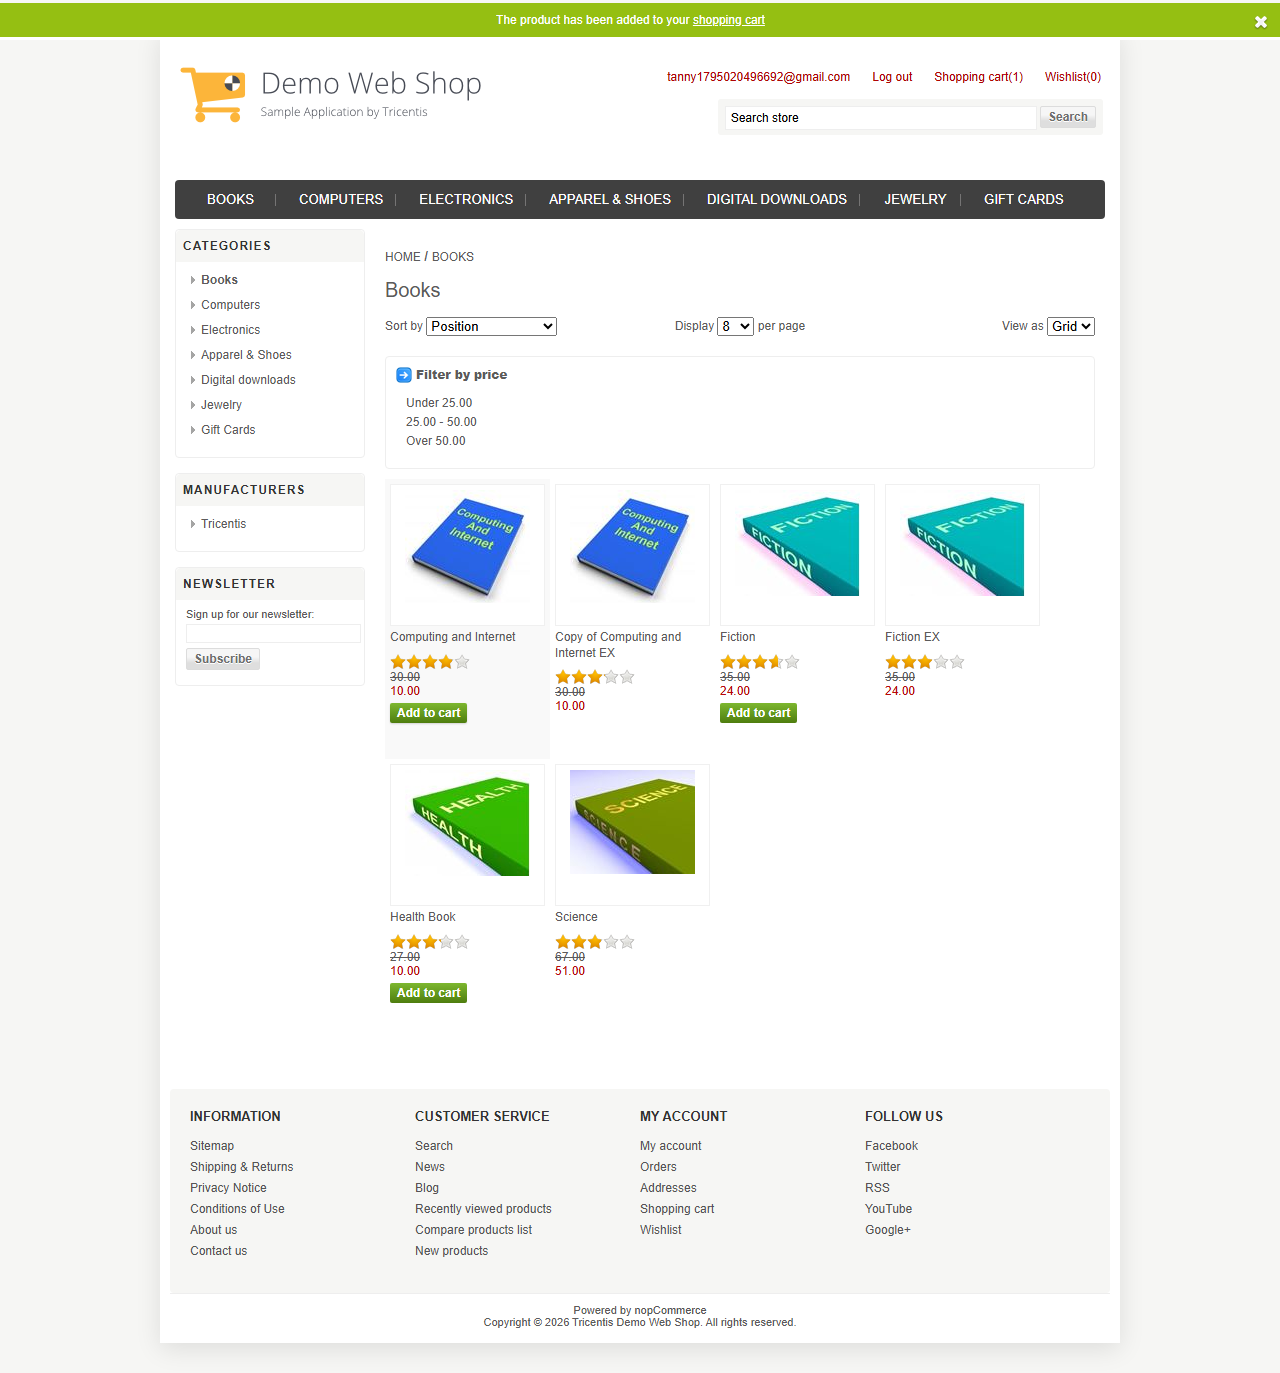 The product has been added to your shopping cart
Demo Web Shop
Sample Application by Tricentis
tanny1795020496692@gmail.com Log out Shopping cart(1) Wishlist(0)
Search store Search
BOOKS COMPUTERS ELECTRONICS APPAREL & SHOES DIGITAL DOWNLOADS JEWELRY GIFT CARDS
CATEGORIES
Books
Computers
Electronics
Apparel & Shoes
Digital downloads
Jewelry
Gift Cards
MANUFACTURERS
Tricentis
NEWSLETTER
Sign up for our newsletter:
Subscribe
HOME / BOOKS
Books
Sort by Position Display 8 per page View as Grid
Filter by price
Under 25.00
25.00 - 50.00
Over 50.00
Computing
And
Internet
Computing and Internet
30.00
10.00
Add to cart
Computing
And
Internet
Copy of Computing and
Internet EX
30.00
10.00
FICTION
FICTION
Fiction
35.00
24.00
Add to cart
FICTION
FICTION
Fiction EX
35.00
24.00
HEALTH
HEALTH
Health Book
27.00
10.00
Add to cart
SCIENCE
SCIENCE
Science
67.00
51.00
INFORMATION
Sitemap
Shipping & Returns
Privacy Notice
Conditions of Use
About us
Contact us
CUSTOMER SERVICE
Search
News
Blog
Recently viewed products
Compare products list
New products
MY ACCOUNT
My account
Orders
Addresses
Shopping cart
Wishlist
FOLLOW US
Facebook
Twitter
RSS
YouTube
Google+
Powered by nopCommerce
Copyright © 2026 Tricentis Demo Web Shop. All rights reserved.